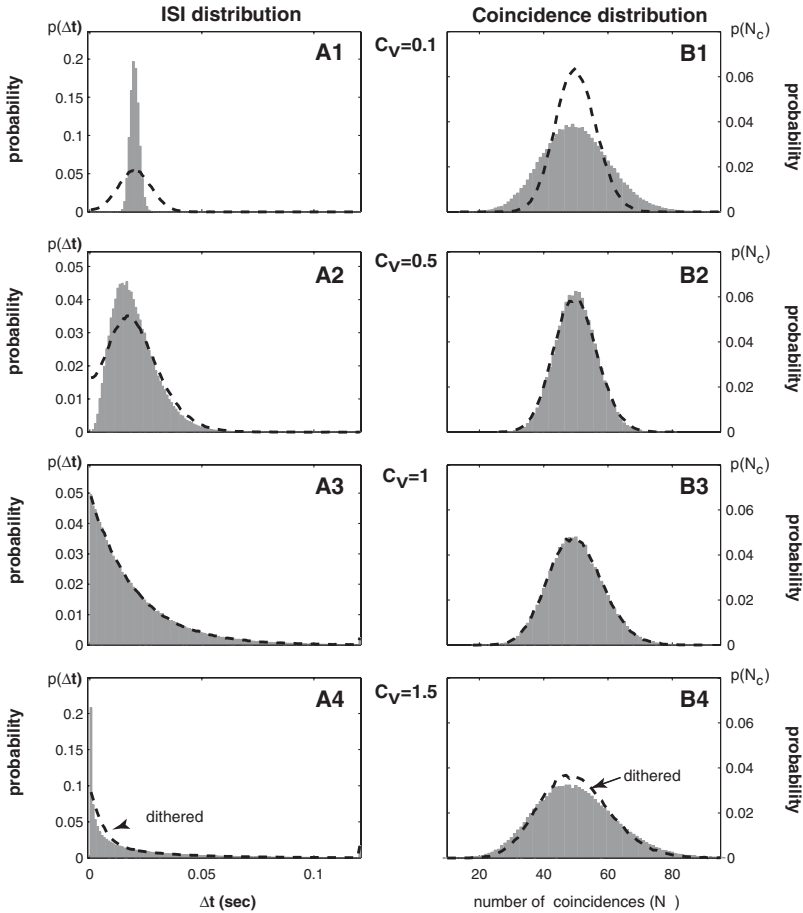 ISI distribution
Coincidence distribution
p(Δt)
A1
C_V=0.1
B1
p(N_c)
probability
0.2
0.15
0.1
0.05
0
0.06
0.04
0.02
0
probability
p(Δt)
A2
C_V=0.5
B2
p(N_c)
probability
0.05
0.04
0.03
0.02
0.01
0
0.06
0.04
0.02
0
probability
p(Δt)
A3
C_V=1
B3
p(N_c)
probability
0.05
0.04
0.03
0.02
0.01
0
0.06
0.04
0.02
0
probability
p(Δt)
A4
C_V=1.5
B4
p(N_c)
probability
0.2
0.15
0.1
0.05
0
dithered
dithered
0.06
0.04
0.02
0
probability
0 0.05 0.1
20 40 60 80
Δt (sec)
number of coincidences (N )